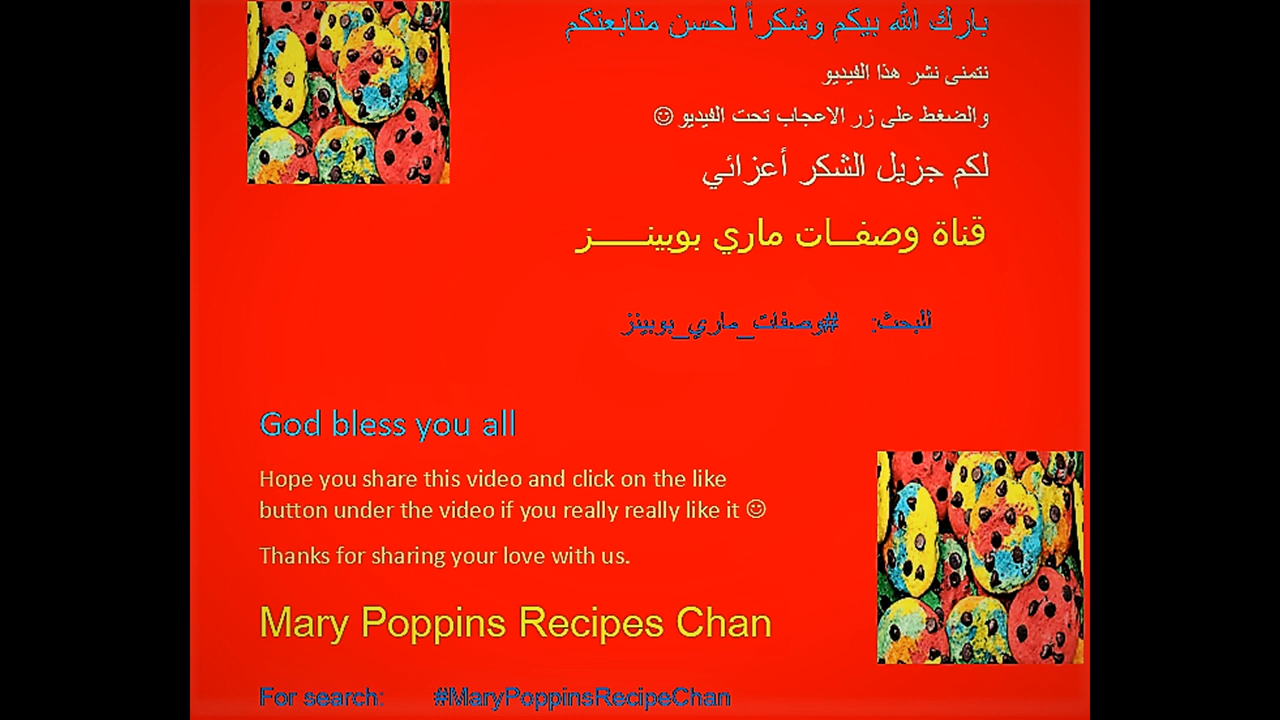 بارك الله بيكم وشكراً لحسن متابعتكم
نتمنى نشر هذا الفيديو
والضغط على زر الاعجاب تحت الفيديو ☺
لكم جزيل الشكر أعزائي
قناة وصفــات ماري بوبينـــــز
للبحث: #وصفات_ماري_بوبينز
God bless you all
Hope you share this video and click on the like
button under the video if you really really like it ☺
Thanks for sharing your love with us.
Mary Poppins Recipes Chan
For search: #MaryPoppinsRecipeChan